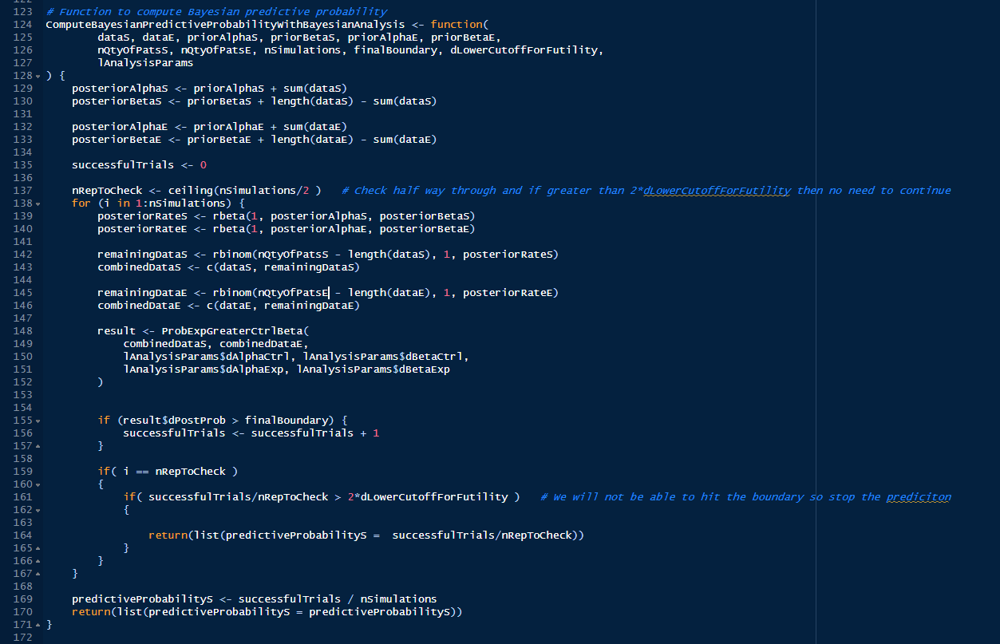 122
123 # Function to compute Bayesian predictive probability
124 ComputeBayesianPredictiveProbabilityWithBayesianAnalysis <- function(
125         dataS, dataE, priorAlphaS, priorBetaS, priorAlphaE, priorBetaE,
126         nQtyOfPatsS, nQtyOfPatsE, nSimulations, finalBoundary, dLowerCutoffForFutility,
127         lAnalysisParams
128 ) {
129     posteriorAlphaS <- priorAlphaS + sum(dataS)
130     posteriorBetaS <- priorBetaS + length(dataS) - sum(dataS)
131
132     posteriorAlphaE <- priorAlphaE + sum(dataE)
133     posteriorBetaE <- priorBetaE + length(dataE) - sum(dataE)
134
135     successfulTrials <- 0
136
137     nRepToCheck <- ceiling(nSimulations/2 )   # Check half way through and if greater than 2*dLowerCutoffForFutility then no need to continue
138     for (i in 1:nSimulations) {
139         posteriorRateS <- rbeta(1, posteriorAlphaS, posteriorBetaS)
140         posteriorRateE <- rbeta(1, posteriorAlphaE, posteriorBetaE)
141
142         remainingDataS <- rbinom(nQtyOfPatsS - length(dataS), 1, posteriorRateS)
143         combinedDataS <- c(dataS, remainingDataS)
144
145         remainingDataE <- rbinom(nQtyOfPatsE - length(dataE), 1, posteriorRateE)
146         combinedDataE <- c(dataE, remainingDataE)
147
148         result <- ProbExpGreaterCtrlBeta(
149             combinedDataS, combinedDataE,
150             lAnalysisParams$dAlphaCtrl, lAnalysisParams$dBetaCtrl,
151             lAnalysisParams$dAlphaExp, lAnalysisParams$dBetaExp
152         )
153
154
155         if (result$dPostProb > finalBoundary) {
156             successfulTrials <- successfulTrials + 1
157         }
158
159         if( i == nRepToCheck )
160         {
161             if( successfulTrials/nRepToCheck > 2*dLowerCutoffForFutility )   # We will not be able to hit the boundary so stop the prediciton
162             {
163
164                 return(list(predictiveProbabilityS =  successfulTrials/nRepToCheck))
165             }
166         }
167     }
168
169     predictiveProbabilityS <- successfulTrials / nSimulations
170     return(list(predictiveProbabilityS = predictiveProbabilityS))
171 }
172